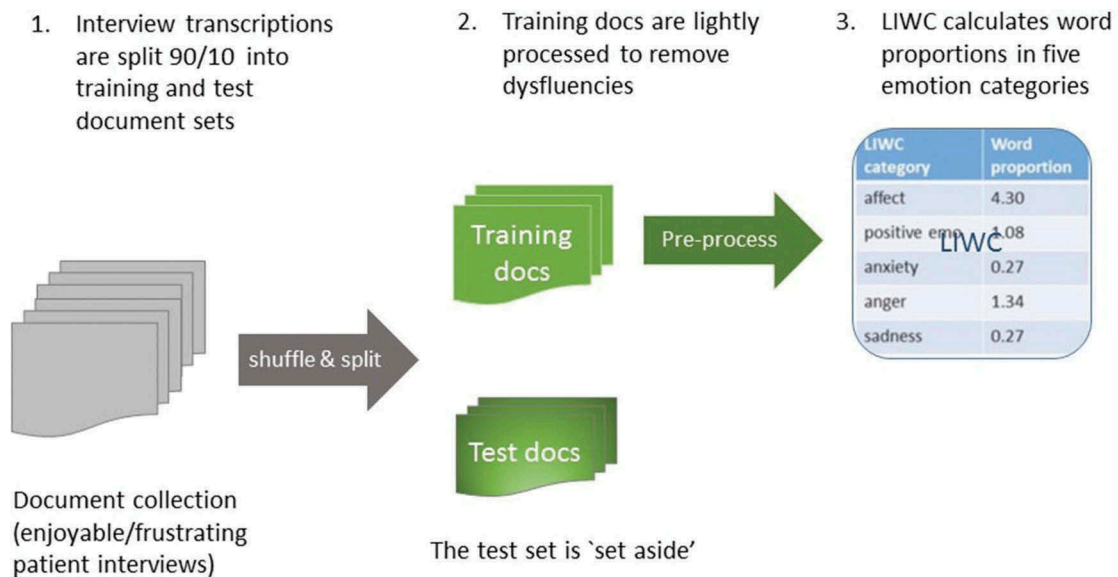 1. Interview transcriptions
are split 90/10 into
training and test
document sets
2. Training docs are lightly
processed to remove
dysfluencies
3. LIWC calculates word
proportions in five
emotion categories
Document collection
(enjoyable/frustrating
patient interviews)
shuffle & split
Training
docs
Pre-process
Test docs
The test set is `set aside’
LIWC category Word proportion
affect 4.30
positive emo 1.08
anxiety 0.27
anger 1.34
sadness 0.27
LIWC